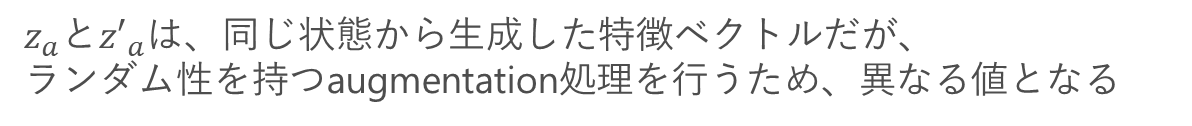 𝑧ₐと𝑧′ₐは、同じ状態から生成した特徴ベクトルだが、
ランダム性を持つaugmentation処理を行うため、異なる値となる